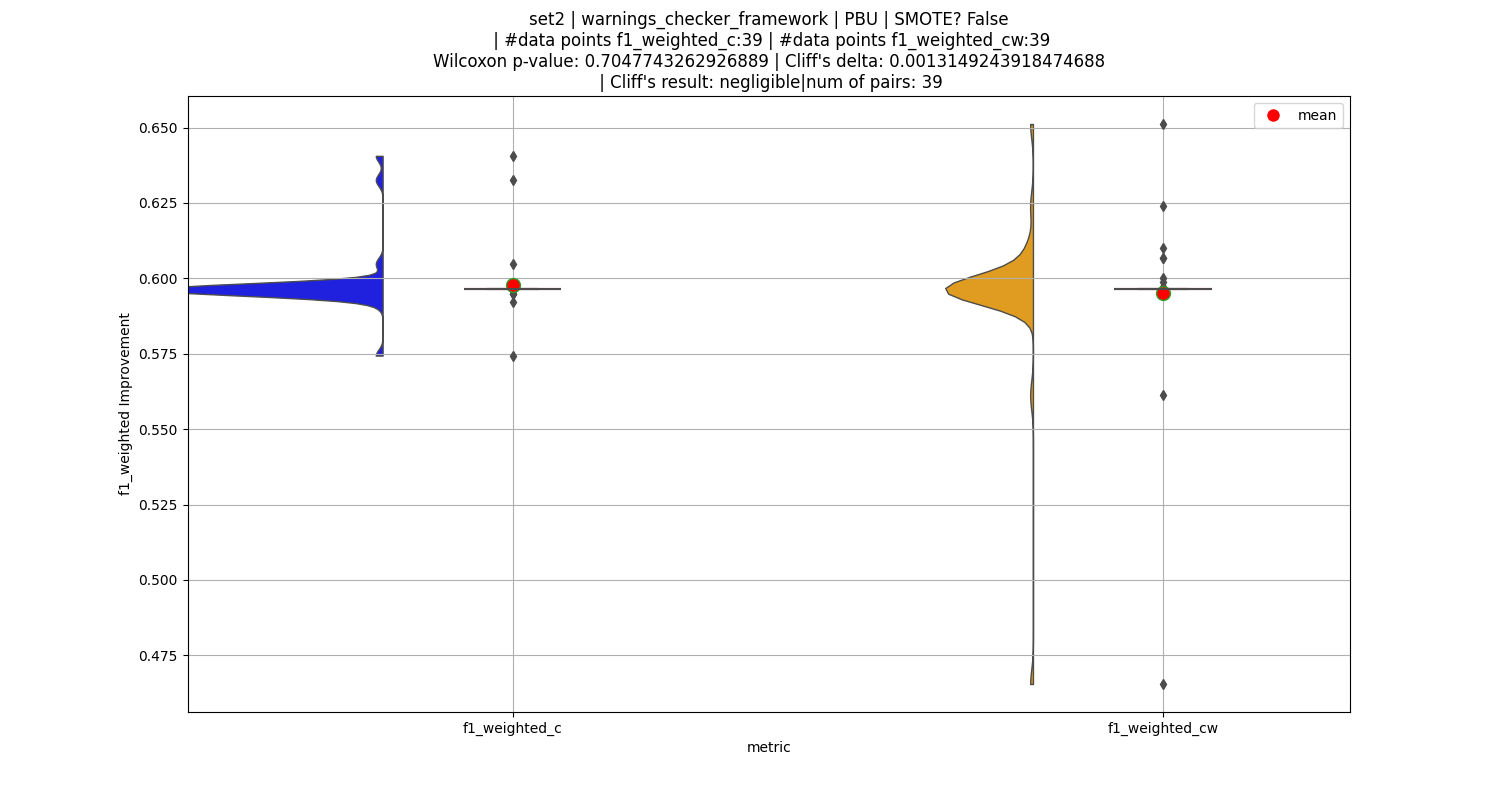 set2 | warnings_checker_framework | PBU | SMOTE? False
| #data points f1_weighted_c:39 | #data points f1_weighted_cw:39
Wilcoxon p-value: 0.7047743262926889 | Cliff's delta: 0.0013149243918474688
| Cliff's result: negligible|num of pairs: 39
mean
0.650
0.625
0.600
0.575
0.550
0.525
0.500
0.475
f1_weighted Improvement
f1_weighted_c
f1_weighted_cw
metric